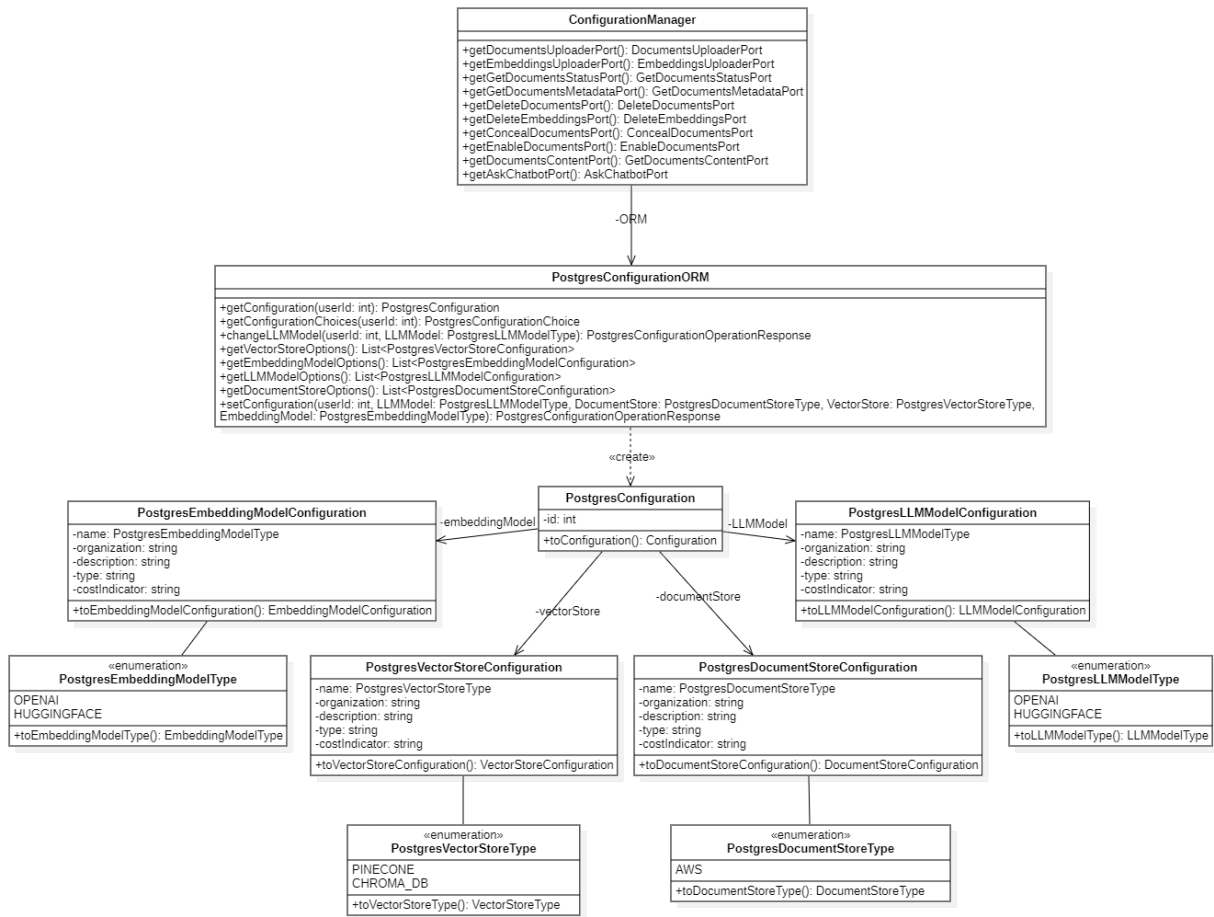 ConfigurationManager
+getDocumentsUploaderPort(): DocumentsUploaderPort
+getEmbeddingsUploaderPort(): EmbeddingsUploaderPort
+getGetDocumentsStatusPort(): GetDocumentsStatusPort
+getGetDocumentsMetadataPort(): GetDocumentsMetadataPort
+getDeleteDocumentsPort(): DeleteDocumentsPort
+getDeleteEmbeddingsPort(): DeleteEmbeddingsPort
+getConcealDocumentsPort(): ConcealDocumentsPort
+getEnableDocumentsPort(): EnableDocumentsPort
+getDocumentsContentPort(): GetDocumentsContentPort
+getAskChatbotPort(): AskChatbotPort
-ORM
PostgresConfigurationORM
+getConfiguration(userId: int): PostgresConfiguration
+getConfigurationChoices(userId: int): PostgresConfigurationChoice
+changeLLMModel(userId: int, LLMModel: PostgresLLMModelType): PostgresConfigurationOperationResponse
+getVectorStoreOptions(): List<PostgresVectorStoreConfiguration>
+getEmbeddingModelOptions(): List<PostgresEmbeddingModelConfiguration>
+getLLMModelOptions(): List<PostgresLLMModelConfiguration>
+getDocumentStoreOptions(): List<PostgresDocumentStoreConfiguration>
+setConfiguration(userId: int, LLMModel: PostgresLLMModelType, DocumentStore: PostgresDocumentStoreType, VectorStore: PostgresVectorStoreType,
EmbeddingModel: PostgresEmbeddingModelType): PostgresConfigurationOperationResponse
«create»
PostgresConfiguration
-id: int
+toConfiguration(): Configuration
-embeddingModel
-LLMModel
-vectorStore
-documentStore
PostgresEmbeddingModelConfiguration
-name: PostgresEmbeddingModelType
-organization: string
-description: string
-type: string
-costIndicator: string
+toEmbeddingModelConfiguration(): EmbeddingModelConfiguration
PostgresLLMModelConfiguration
-name: PostgresLLMModelType
-organization: string
-description: string
-type: string
-costIndicator: string
+toLLMModelConfiguration(): LLMModelConfiguration
«enumeration»
PostgresEmbeddingModelType
OPENAI
HUGGINGFACE
+toEmbeddingModelType(): EmbeddingModelType
PostgresVectorStoreConfiguration
-name: PostgresVectorStoreType
-organization: string
-description: string
-type: string
-costIndicator: string
+toVectorStoreConfiguration(): VectorStoreConfiguration
PostgresDocumentStoreConfiguration
-name: PostgresDocumentStoreType
-organization: string
-description: string
-type: string
-costIndicator: string
+toDocumentStoreConfiguration(): DocumentStoreConfiguration
«enumeration»
PostgresLLMModelType
OPENAI
HUGGINGFACE
+toLLMModelType(): LLMModelType
«enumeration»
PostgresVectorStoreType
PINECONE
CHROMA_DB
+toVectorStoreType(): VectorStoreType
«enumeration»
PostgresDocumentStoreType
AWS
+toDocumentStoreType(): DocumentStoreType